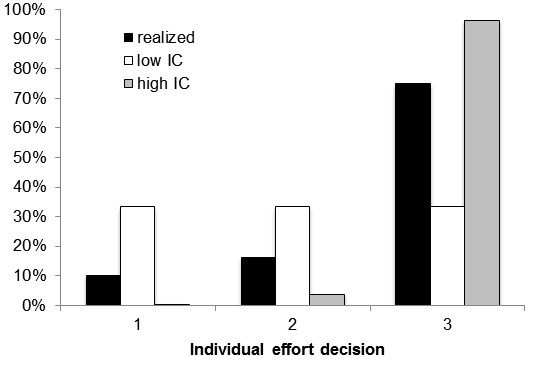 100%
90%
80%
70%
60%
50%
40%
30%
20%
10%
0%
realized
low IC
high IC
1 2 3
Individual effort decision